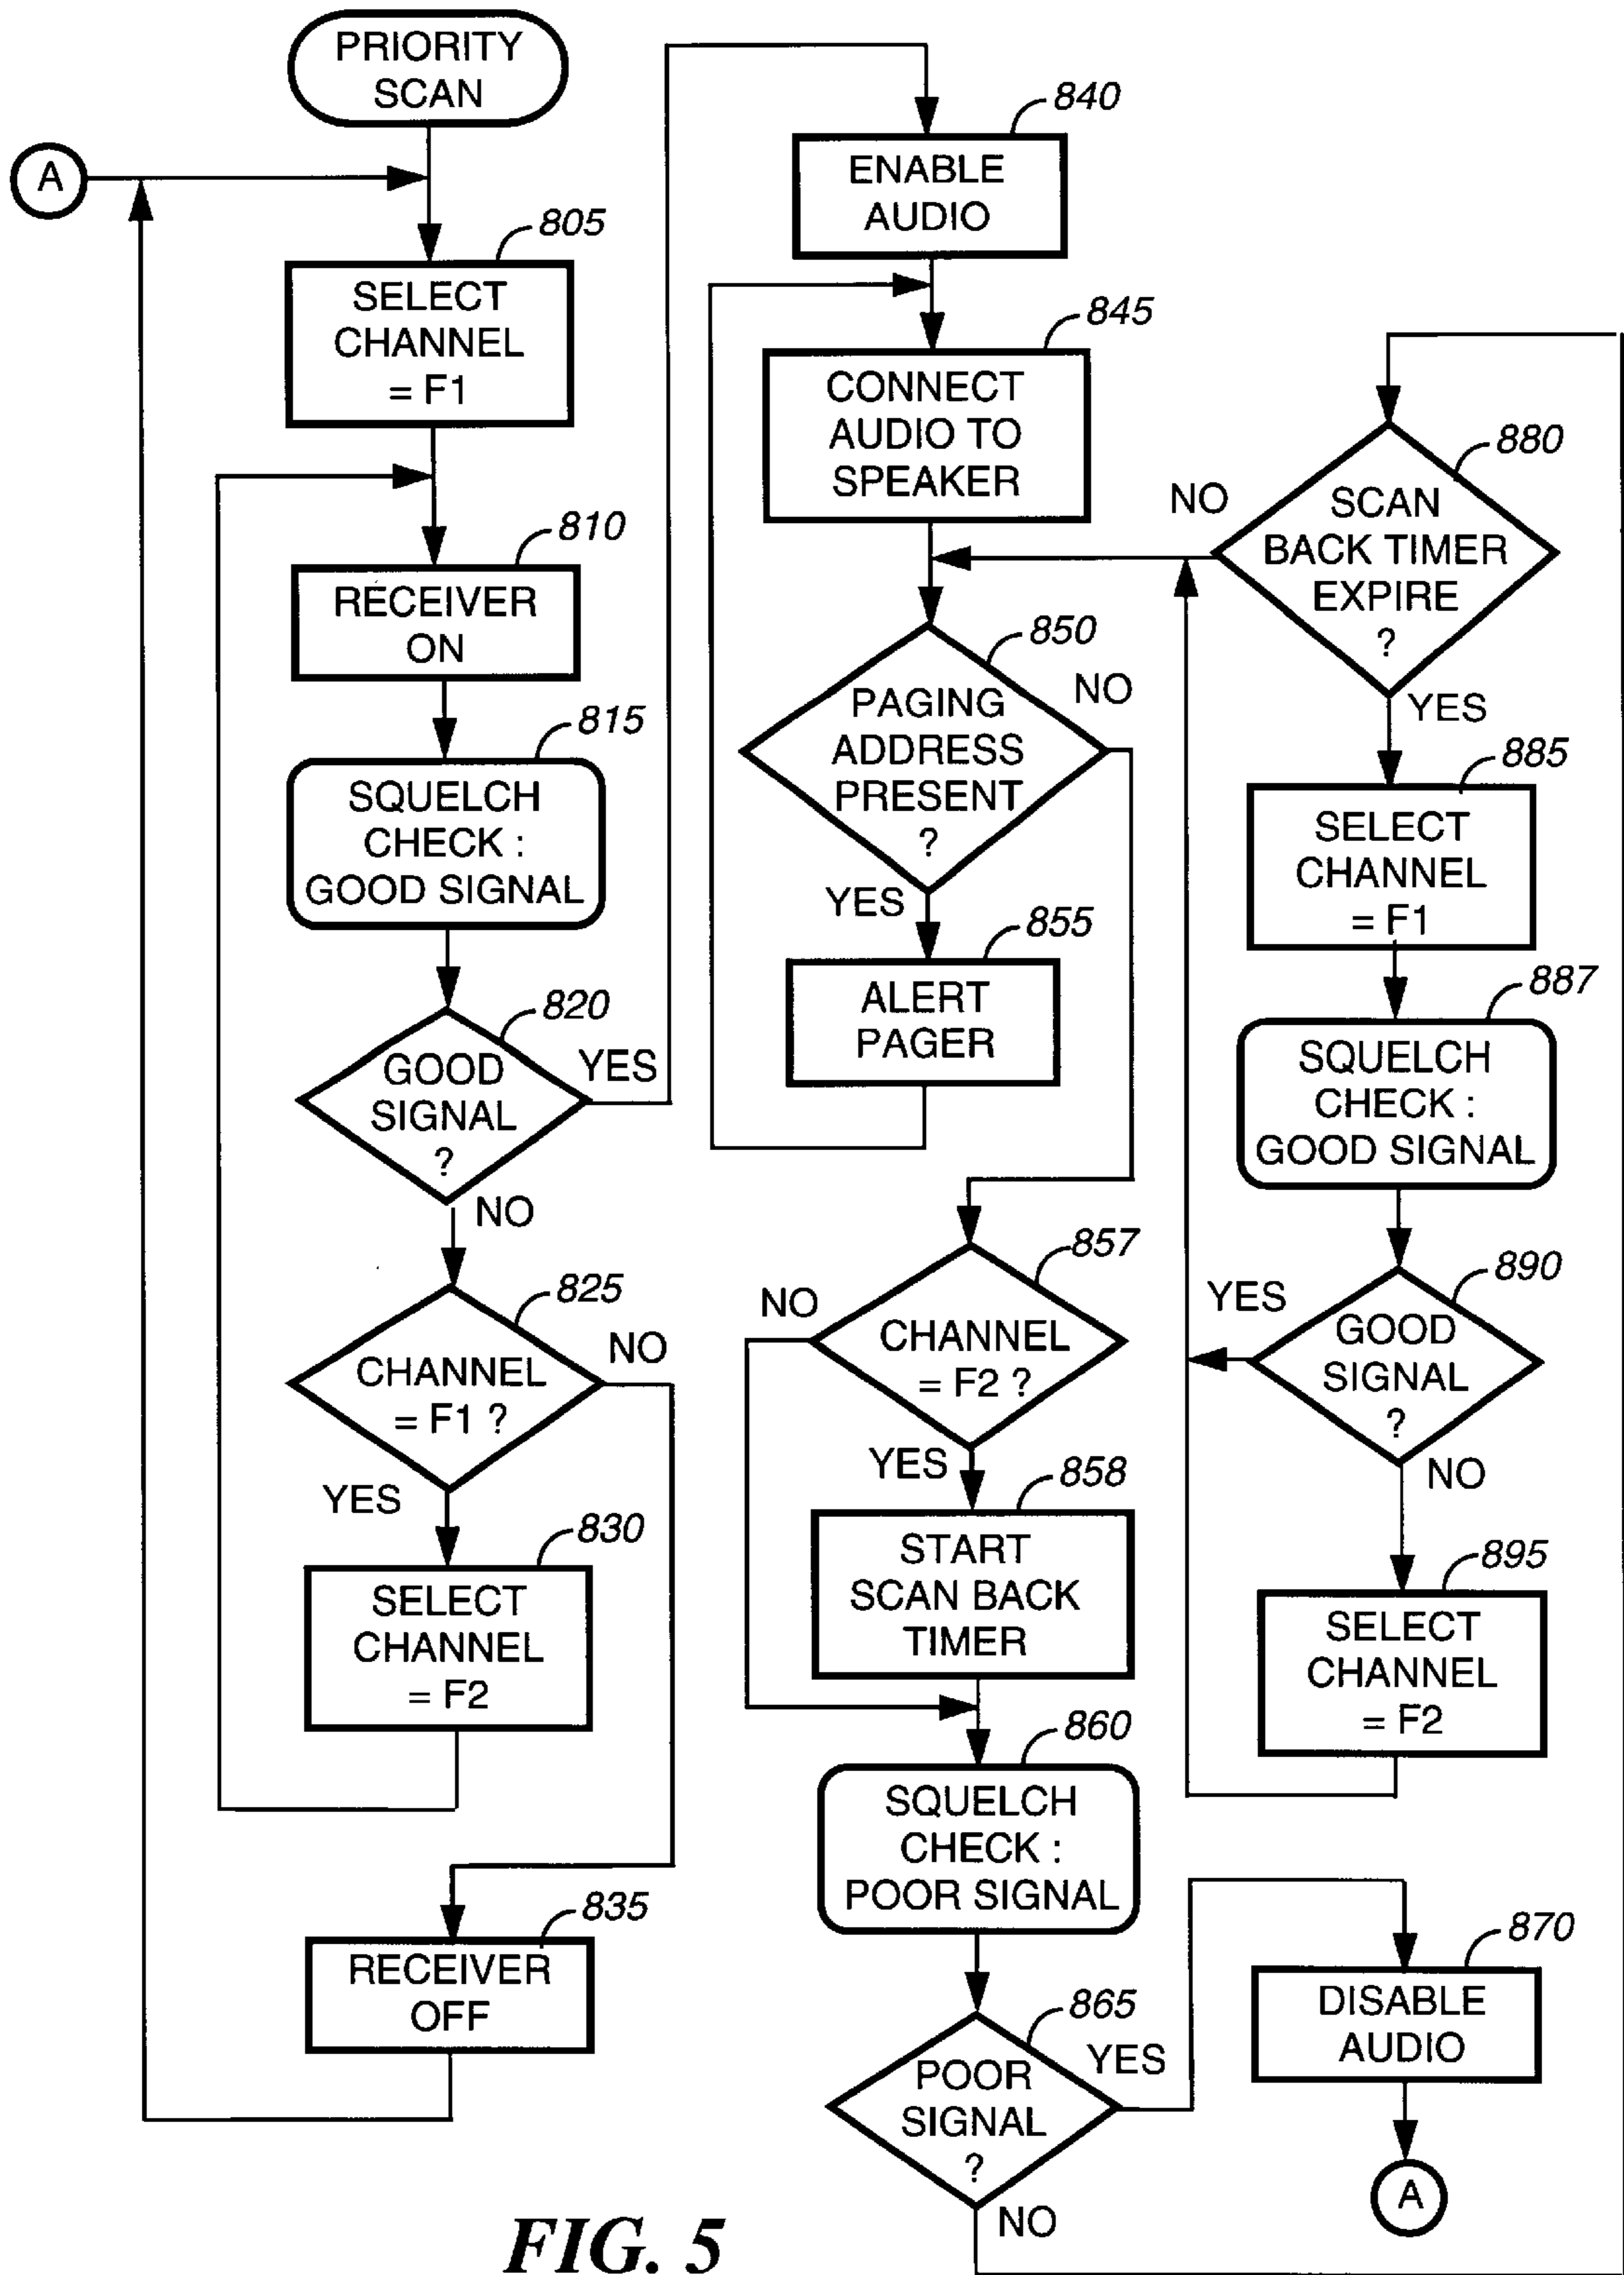 PRIORITY
SCAN
A
805
SELECT
CHANNEL
= F1
810
RECEIVER
ON
815
SQUELCH
CHECK :
GOOD SIGNAL
820
GOOD
SIGNAL
?
YES
NO
825
CHANNEL
= F1 ?
NO
YES
830
SELECT
CHANNEL
= F2
835
RECEIVER
OFF
840
ENABLE
AUDIO
845
CONNECT
AUDIO TO
SPEAKER
850
PAGING
ADDRESS
PRESENT
?
NO
YES
855
ALERT
PAGER
857
CHANNEL
= F2 ?
NO
YES
858
START
SCAN BACK
TIMER
860
SQUELCH
CHECK :
POOR SIGNAL
865
POOR
SIGNAL
?
YES
NO
880
SCAN
BACK TIMER
EXPIRE
?
NO
YES
885
SELECT
CHANNEL
= F1
887
SQUELCH
CHECK :
GOOD SIGNAL
890
GOOD
SIGNAL
?
YES
NO
895
SELECT
CHANNEL
= F2
870
DISABLE
AUDIO
A
FIG. 5